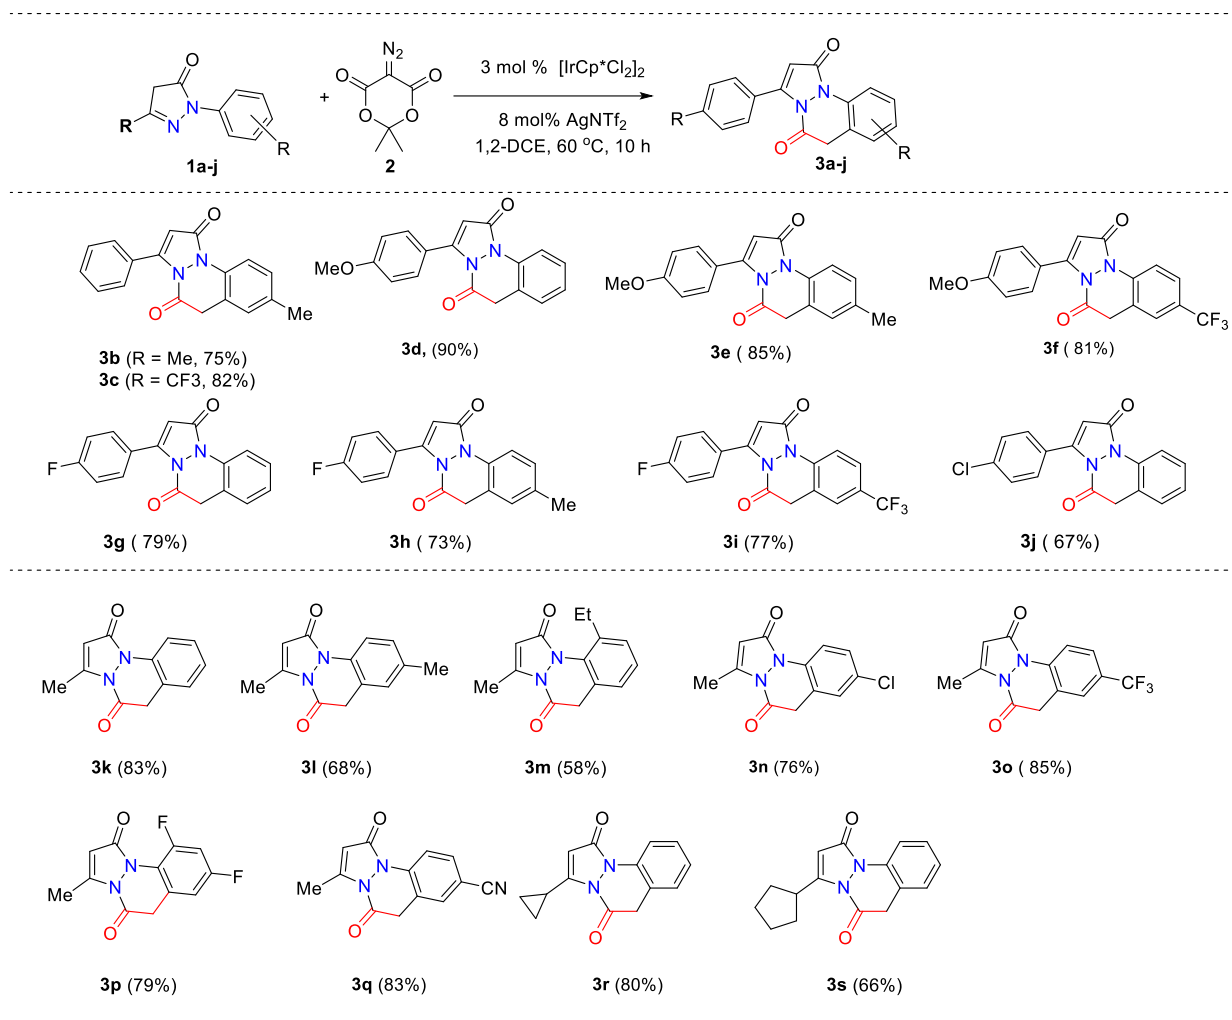 O
N2
O
O
O
O
N
N
R
R
1a-j
+
2
3 mol % [IrCp*Cl2]2
8 mol% AgNTf2
1,2-DCE, 60 oC, 10 h
O
N
N
R
O
R
3a-j
O
N
N
O
Me
3b (R = Me, 75%)
3c (R = CF3, 82%)
O
N
N
MeO
O
3d, (90%)
O
N
N
MeO
O
Me
3e ( 85%)
O
N
N
MeO
O
CF3
3f ( 81%)
O
N
N
F
O
3g ( 79%)
O
N
N
F
O
Me
3h ( 73%)
O
N
N
F
O
CF3
3i (77%)
O
N
N
Cl
O
3j ( 67%)
O
N
N
Me
O
3k (83%)
O
N
N
Me
Me
O
3l (68%)
O
Et
N
N
Me
O
3m (58%)
O
N
N
Me
Cl
O
3n (76%)
O
N
N
Me
CF3
O
3o ( 85%)
O
F
N
N
F
Me
O
3p (79%)
O
N
N
Me
CN
O
3q (83%)
O
N
N
O
3r (80%)
O
N
N
O
3s (66%)